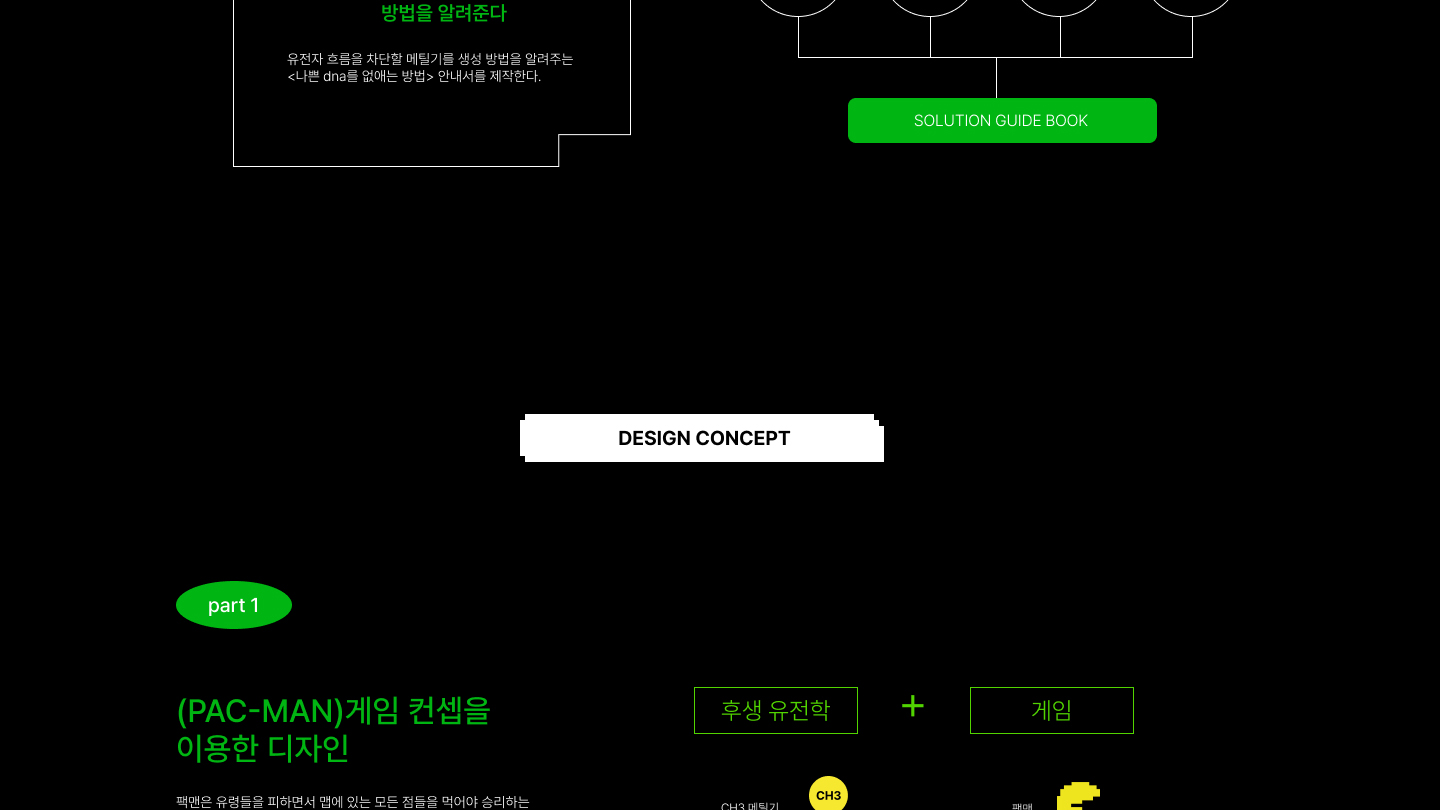 방법을 알려준다
유전자 흐름을 차단할 메틸기를 생성 방법을 알려주는
<나쁜 dna를 없애는 방법> 안내서를 제작한다.
SOLUTION GUIDE BOOK
DESIGN CONCEPT
part 1
(PAC-MAN)게임 컨셉을
이용한 디자인
후생 유전학
+
게임
팩맨은 유령들을 피하면서 맵에 있는 모든 점들을 먹어야 승리하는
CH3 메틸기
CH3
팩맨